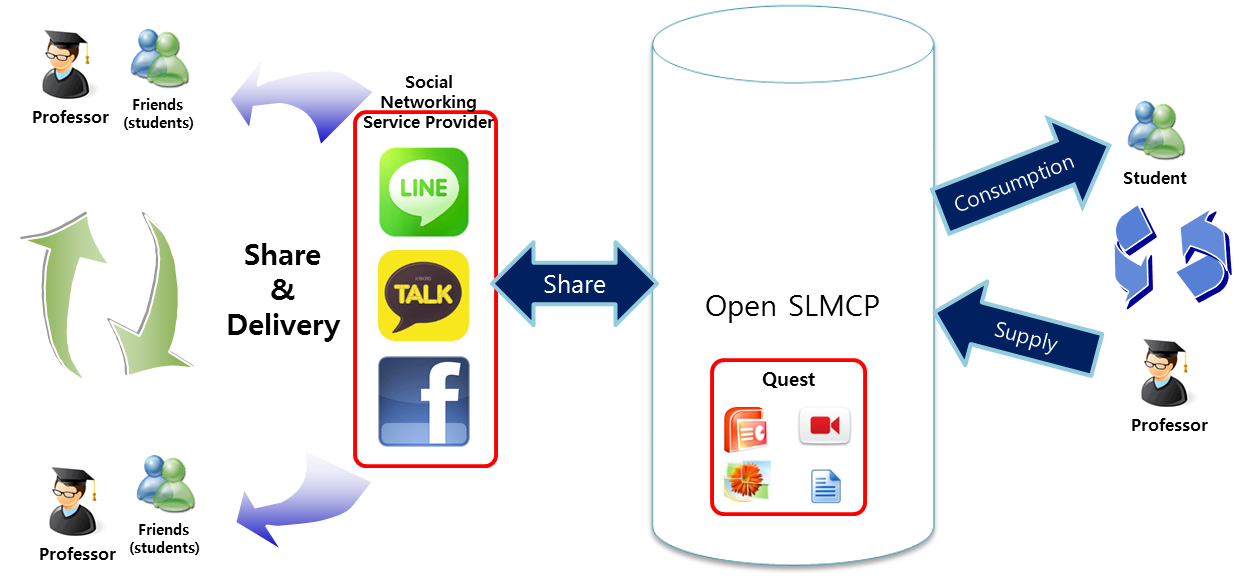 Professor
Friends
(students)
Social
Networking
Service Provider
LINE
TALK
f
Share
&
Delivery
Share
Open SLMCP
Quest
Consumption
Student
Supply
Professor
Professor
Friends
(students)